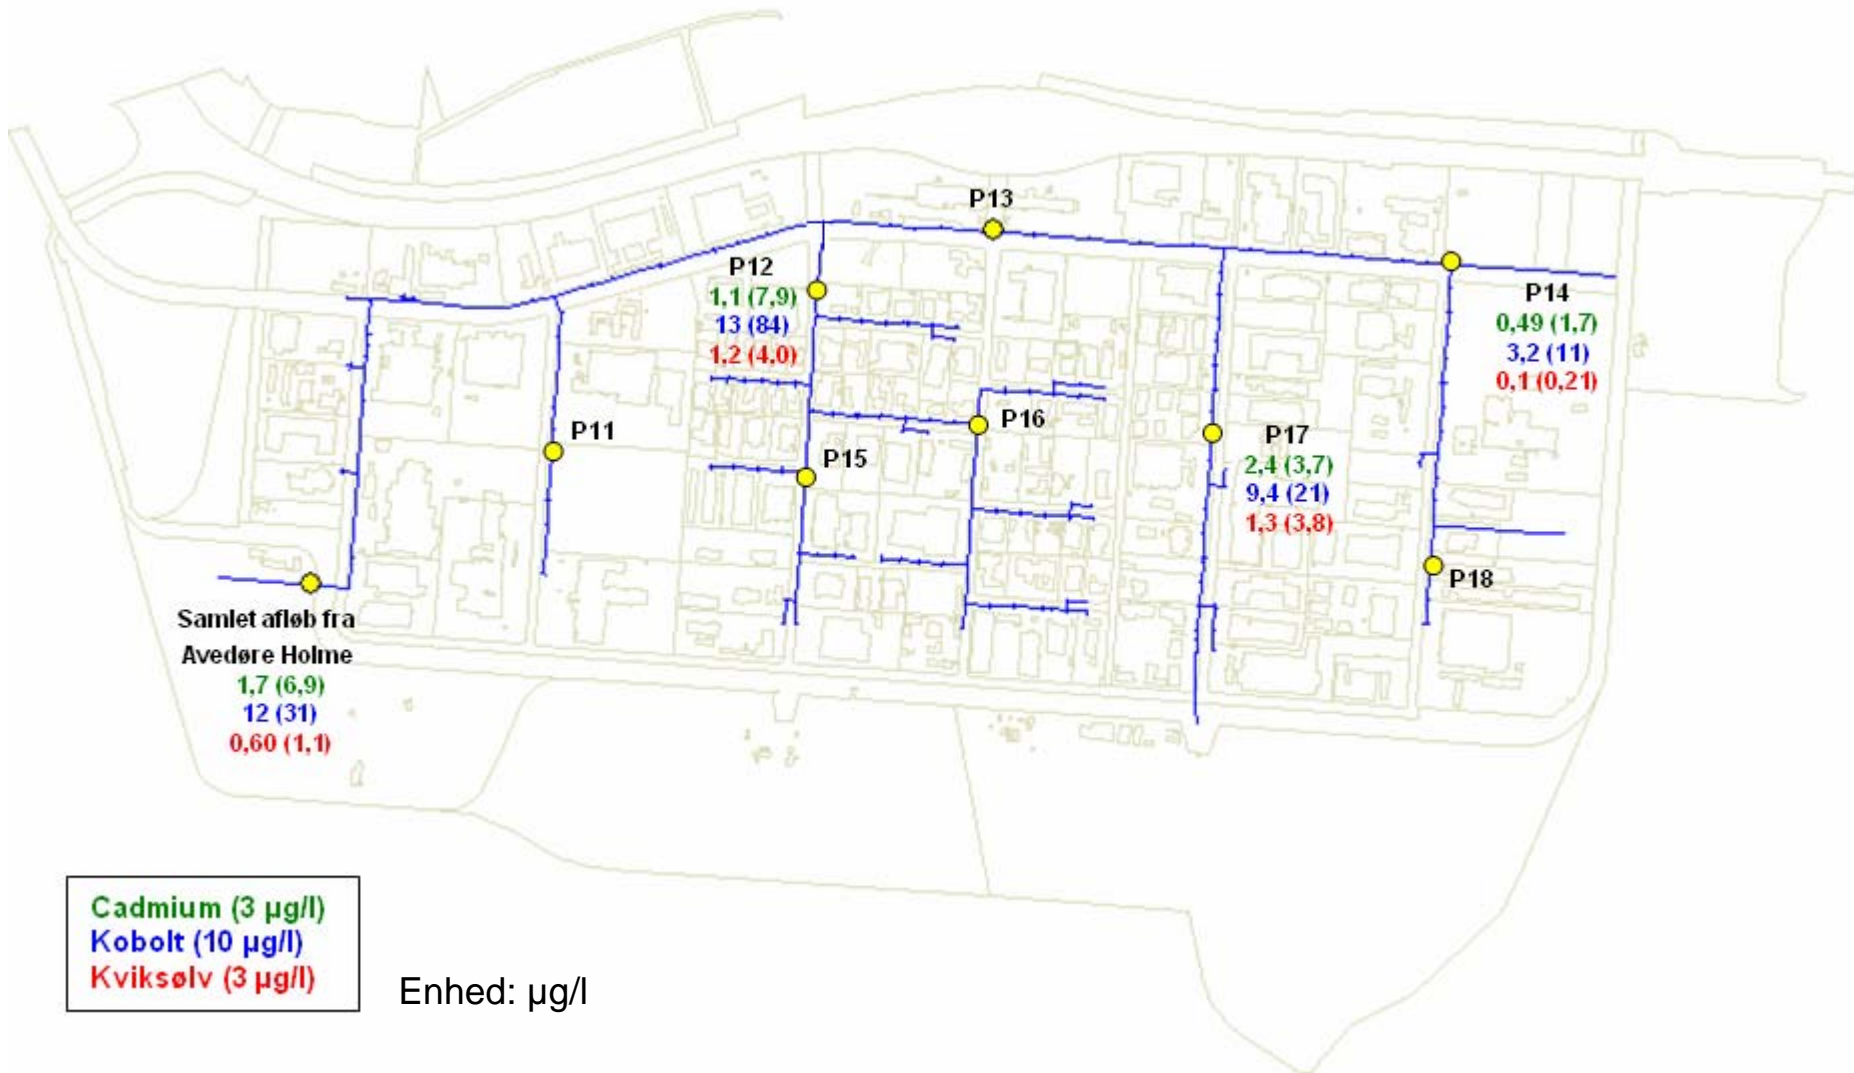 P13
P12
1,1 (7,9)
13 (84)
1,2 (4,0)
P14
0,49 (1,7)
3,2 (11)
0,1 (0,21)
P11
P16
P15
P17
2,4 (3,7)
9,4 (21)
1,3 (3,8)
P18
Samlet afløb fra
Avedøre Holme
1,7 (6,9)
12 (31)
0,60 (1,1)
Cadmium (3 µg/l)
Kobolt (10 µg/l)
Kviksølv (3 µg/l)
Enhed: µg/l